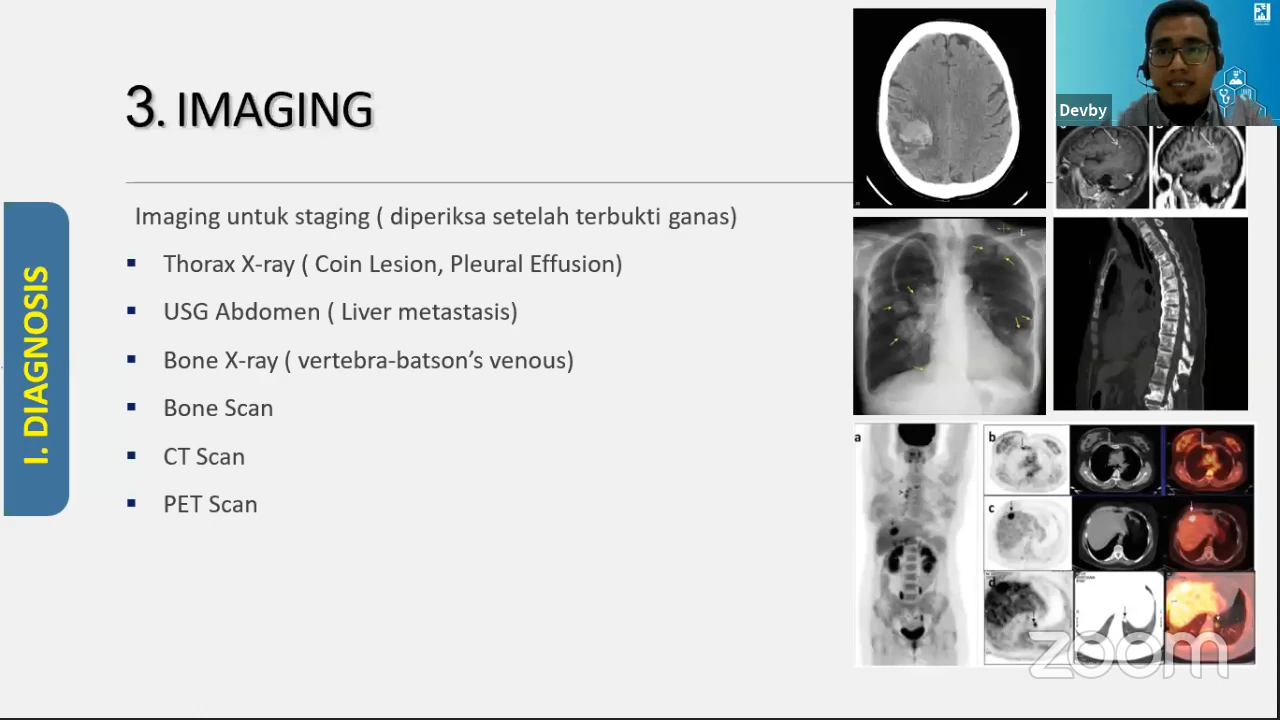 3. IMAGING
I. DIAGNOSIS
Imaging untuk staging ( diperiksa setelah terbukti ganas)
▪ Thorax X-ray ( Coin Lesion, Pleural Effusion)
▪ USG Abdomen ( Liver metastasis)
▪ Bone X-ray ( vertebra-batson's venous)
▪ Bone Scan
▪ CT Scan
▪ PET Scan
Devby
L
a
b
c
d
zoom